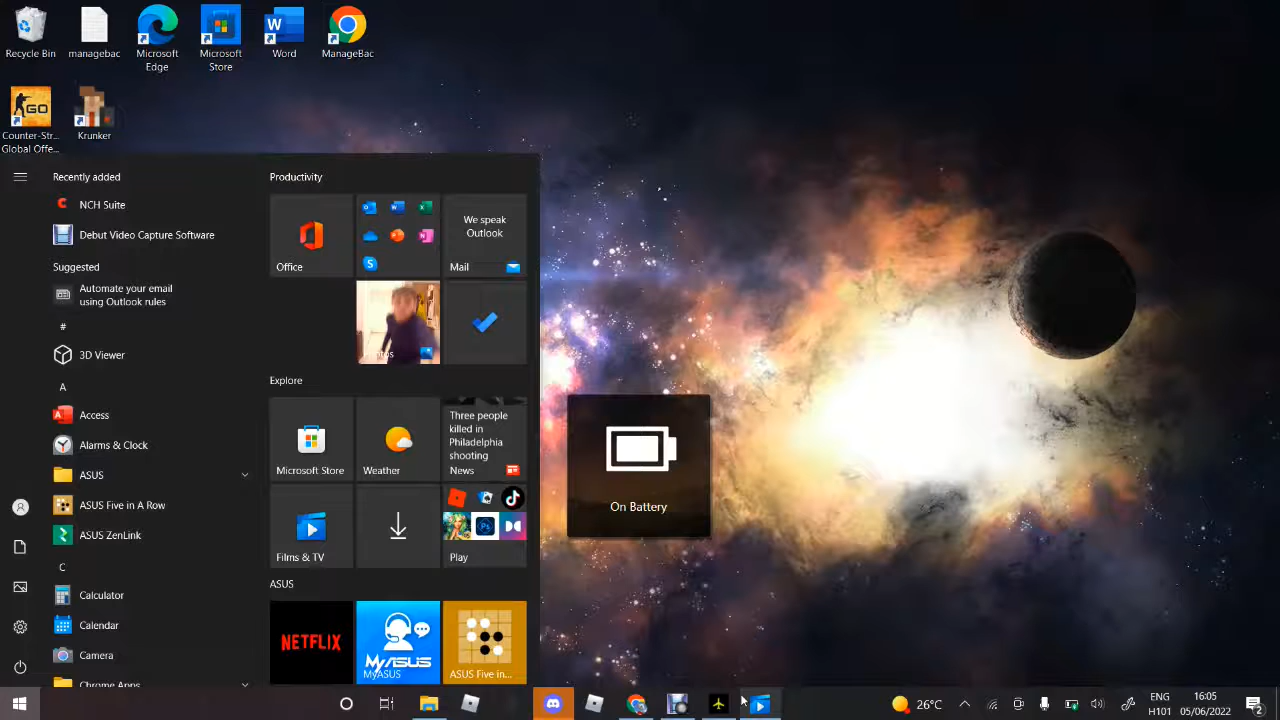 Recycle Bin
managebac
Microsoft
Edge
Microsoft
Store
Word
ManageBac
GO
Counter-Str...
Global Offe...
Krunker
Recently added
NCH Suite
Debut Video Capture Software
Suggested
Automate your email
using Outlook rules
#
3D Viewer
A
Access
Alarms & Clock
ASUS
ASUS Five in A Row
ASUS ZenLink
C
Calculator
Calendar
Camera
Chrome Apps
Productivity
Office
We speak
Outlook
Mail
Photos
Explore
Microsoft Store
Weather
Three people
killed in
Philadelphia
shooting
News
Films & TV
Play
ASUS
NETFLIX
MyASUS
MyASUS
ASUS Five in...
On Battery
26°C
ENG
H101
16:05
05/06/2022
2